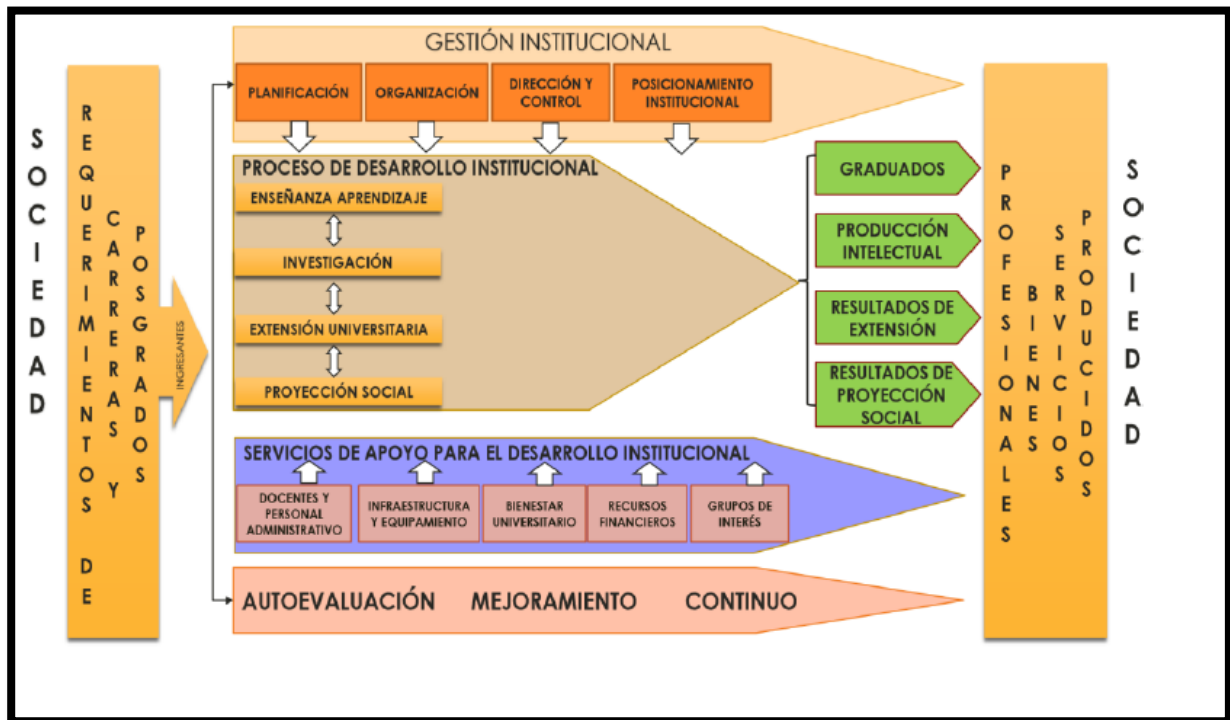 SOCIEDAD
REQUERIMIENTOS DE
CARRERAS Y
POSGRADOS
INGRESANTES
GESTIÓN INSTITUCIONAL
PLANIFICACIÓN
ORGANIZACIÓN
DIRECCIÓN Y
CONTROL
POSICIONAMIENTO
INSTITUCIONAL
PROCESO DE DESARROLLO INSTITUCIONAL
ENSEÑANZA APRENDIZAJE
INVESTIGACIÓN
EXTENSIÓN UNIVERSITARIA
PROYECCIÓN SOCIAL
GRADUADOS
PRODUCCIÓN
INTELECTUAL
RESULTADOS DE
EXTENSIÓN
RESULTADOS DE
PROYECCIÓN
SOCIAL
SERVICIOS DE APOYO PARA EL DESARROLLO INSTITUCIONAL
DOCENTES Y
PERSONAL
ADMINISTRATIVO
INFRAESTRUCTURA
Y EQUIPAMIENTO
BIENESTAR
UNIVERSITARIO
RECURSOS
FINANCIEROS
GRUPOS DE
INTERÉS
AUTOEVALUACIÓN MEJORAMIENTO CONTINUO
PROFESIONALES
BIENES
SERVICIOS
PRODUCIDOS
SOCIEDAD